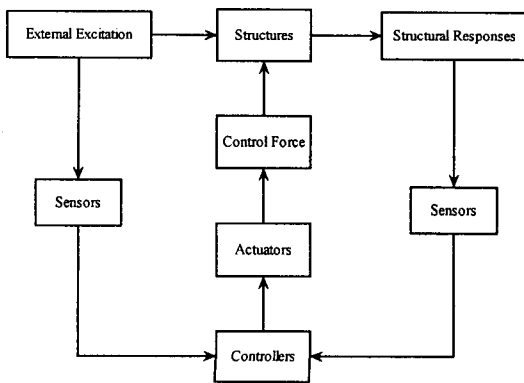 External Excitation
Structures
Structural Responses
Control Force
Sensors
Sensors
Actuators
Controllers